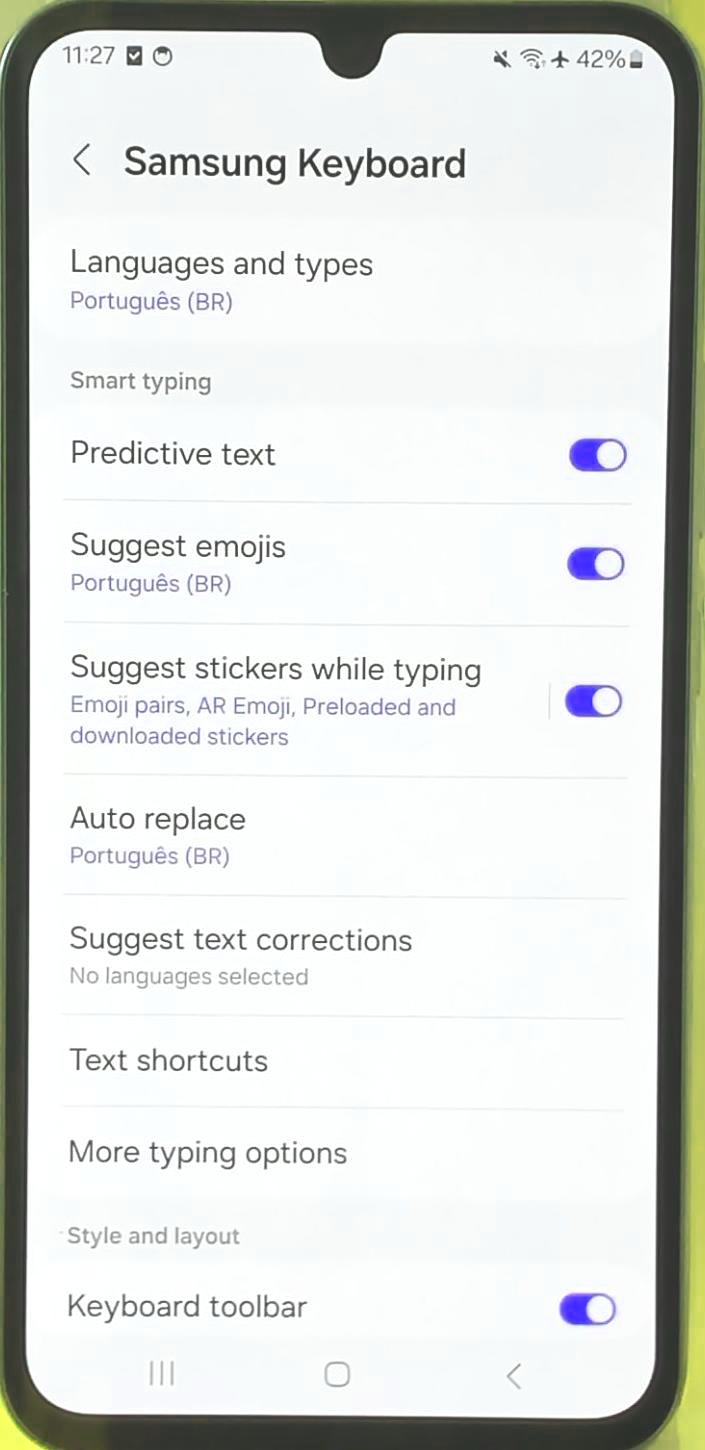 11:27 42%
Samsung Keyboard
Languages and types
Português (BR)
Smart typing
Predictive text
Suggest emojis
Português (BR)
Suggest stickers while typing
Emoji pairs, AR Emoji, Preloaded and
downloaded stickers
Auto replace
Português (BR)
Suggest text corrections
No languages selected
Text shortcuts
More typing options
Style and layout
Keyboard toolbar